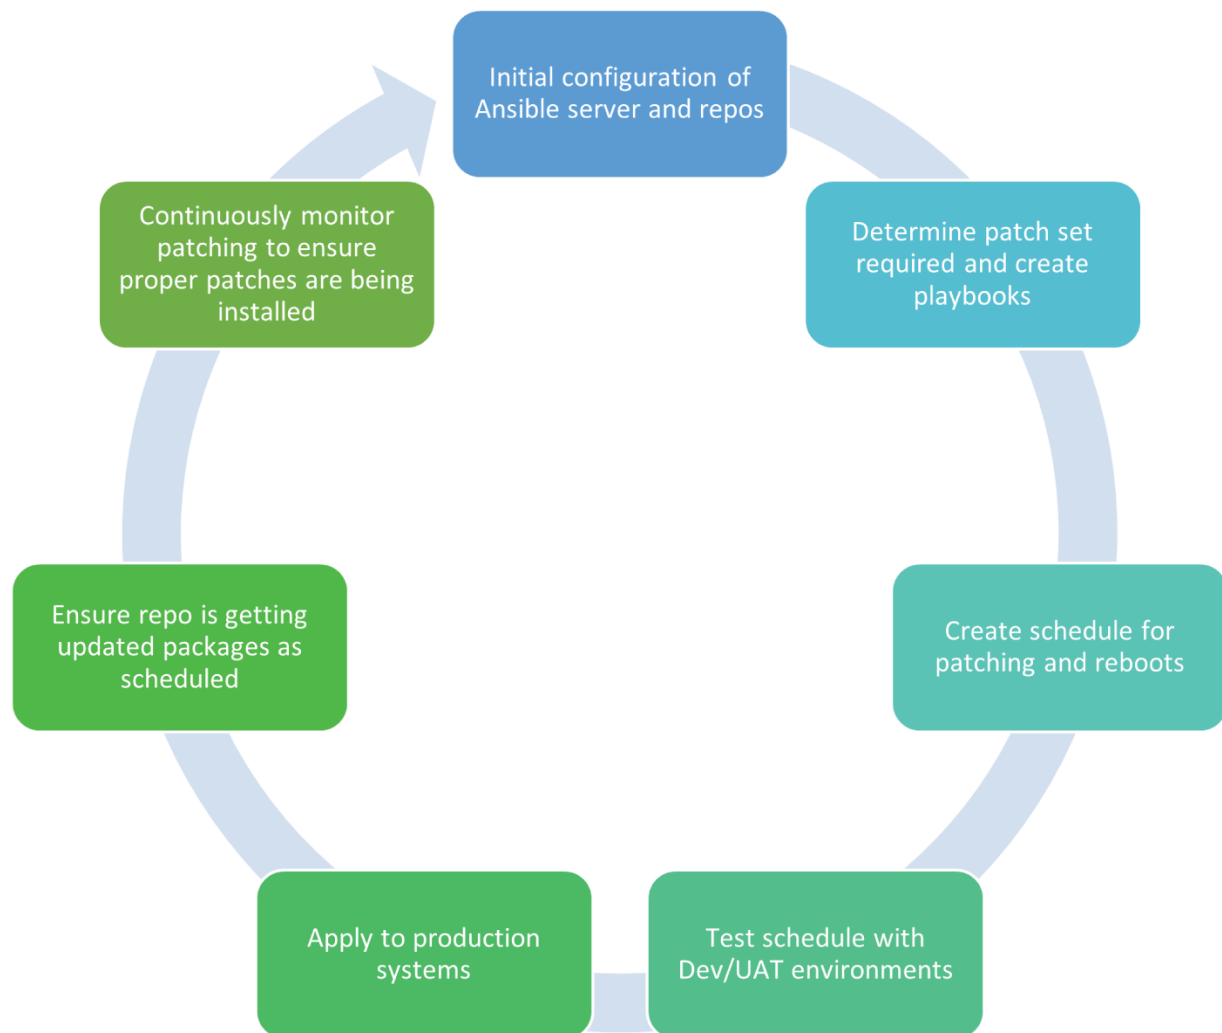 Initial configuration of
Ansible server and repos
Determine patch set
required and create
playbooks
Create schedule for
patching and reboots
Test schedule with
Dev/UAT environments
Apply to production
systems
Ensure repo is getting
updated packages as
scheduled
Continuously monitor
patching to ensure
proper patches are being
installed